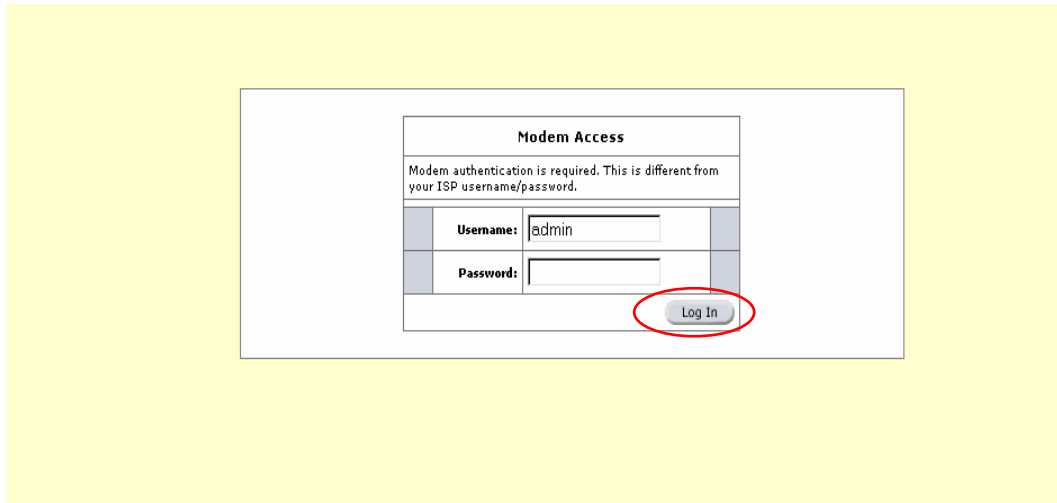 Modem Access
Modem authentication is required. This is different from
your ISP username/password.
Username: admin
Password:
Log In